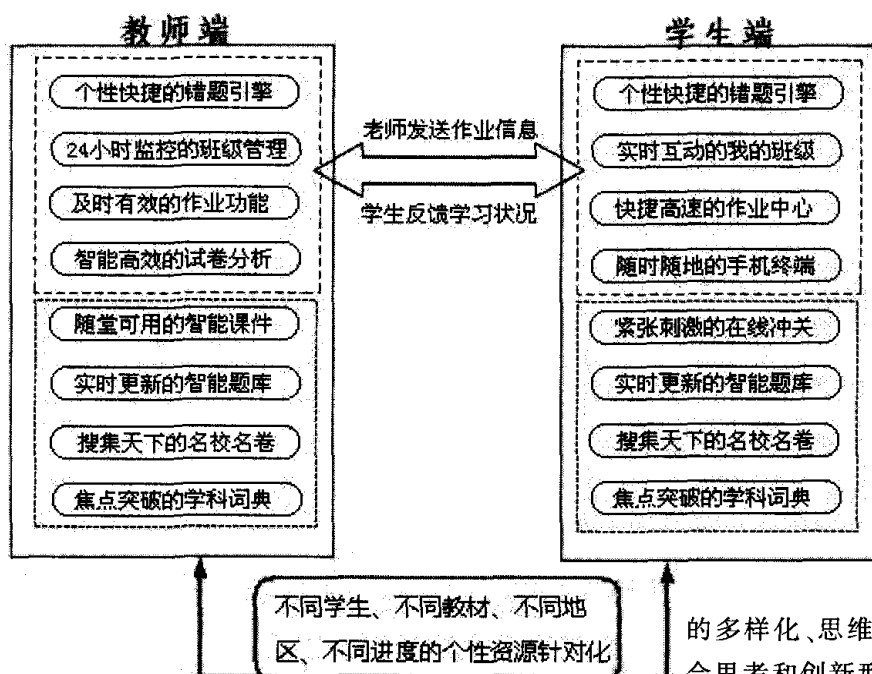 教师端
个性快捷的错题引擎
24小时监控的班级管理
及时有效的作业功能
智能高效的试卷分析
随堂可用的智能课件
实时更新的智能题库
搜集天下的名校名卷
焦点突破的学科词典
老师发送作业信息
学生反馈学习状况
学生端
个性快捷的错题引擎
实时互动的我的班级
快捷高速的作业中心
随时随地的手机终端
紧张刺激的在线冲关
实时更新的智能题库
搜集天下的名校名卷
焦点突破的学科词典
不同学生、不同教材、不同地
区、不同进度的个性资源针对化
的多样化、思维